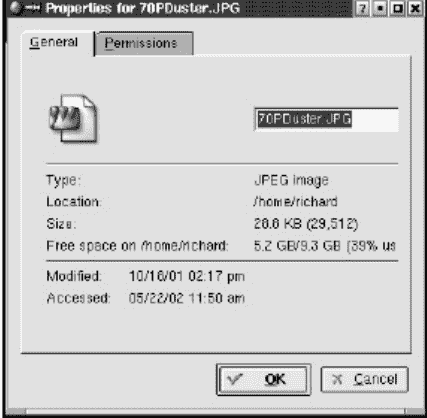 Properties for 70PDuster.JPG
General Permissions
70PDuster.JPG
Type: JPEG image
Location: /home/richard
Size: 28.8 KB (29,512)
Free space on /home/richard: 5.2 GB/9.3 GB (39% us
Modified: 10/16/01 02:17 pm
Accessed: 05/22/02 11:50 am
OK Cancel